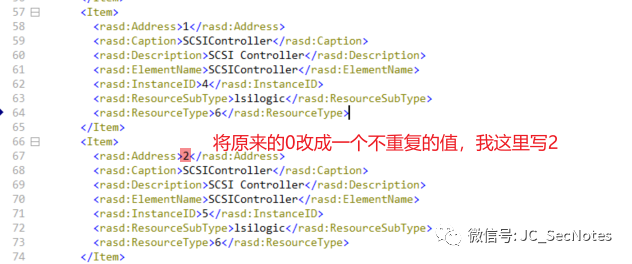 57 <Item>
58 <rasd:Address>1</rasd:Address>
59 <rasd:Caption>SCSIController</rasd:Caption>
60 <rasd:Description>SCSI Controller</rasd:Description>
61 <rasd:ElementName>SCSIController</rasd:ElementName>
62 <rasd:InstanceID>4</rasd:InstanceID>
63 <rasd:ResourceSubType>lsilogic</rasd:ResourceSubType>
64 <rasd:ResourceType>6</rasd:ResourceType>
65 </Item>
66 <Item>
将原来的0改成一个不重复的值，我这里写2
67 <rasd:Address>2</rasd:Address>
68 <rasd:Caption>SCSIController</rasd:Caption>
69 <rasd:Description>SCSI Controller</rasd:Description>
70 <rasd:ElementName>SCSIController</rasd:ElementName>
71 <rasd:InstanceID>5</rasd:InstanceID>
72 <rasd:ResourceSubType>lsilogic</rasd:ResourceSubType>
微信号: JC_SecNotes
73 <rasd:ResourceType>6</rasd:ResourceType>
74 </Item>